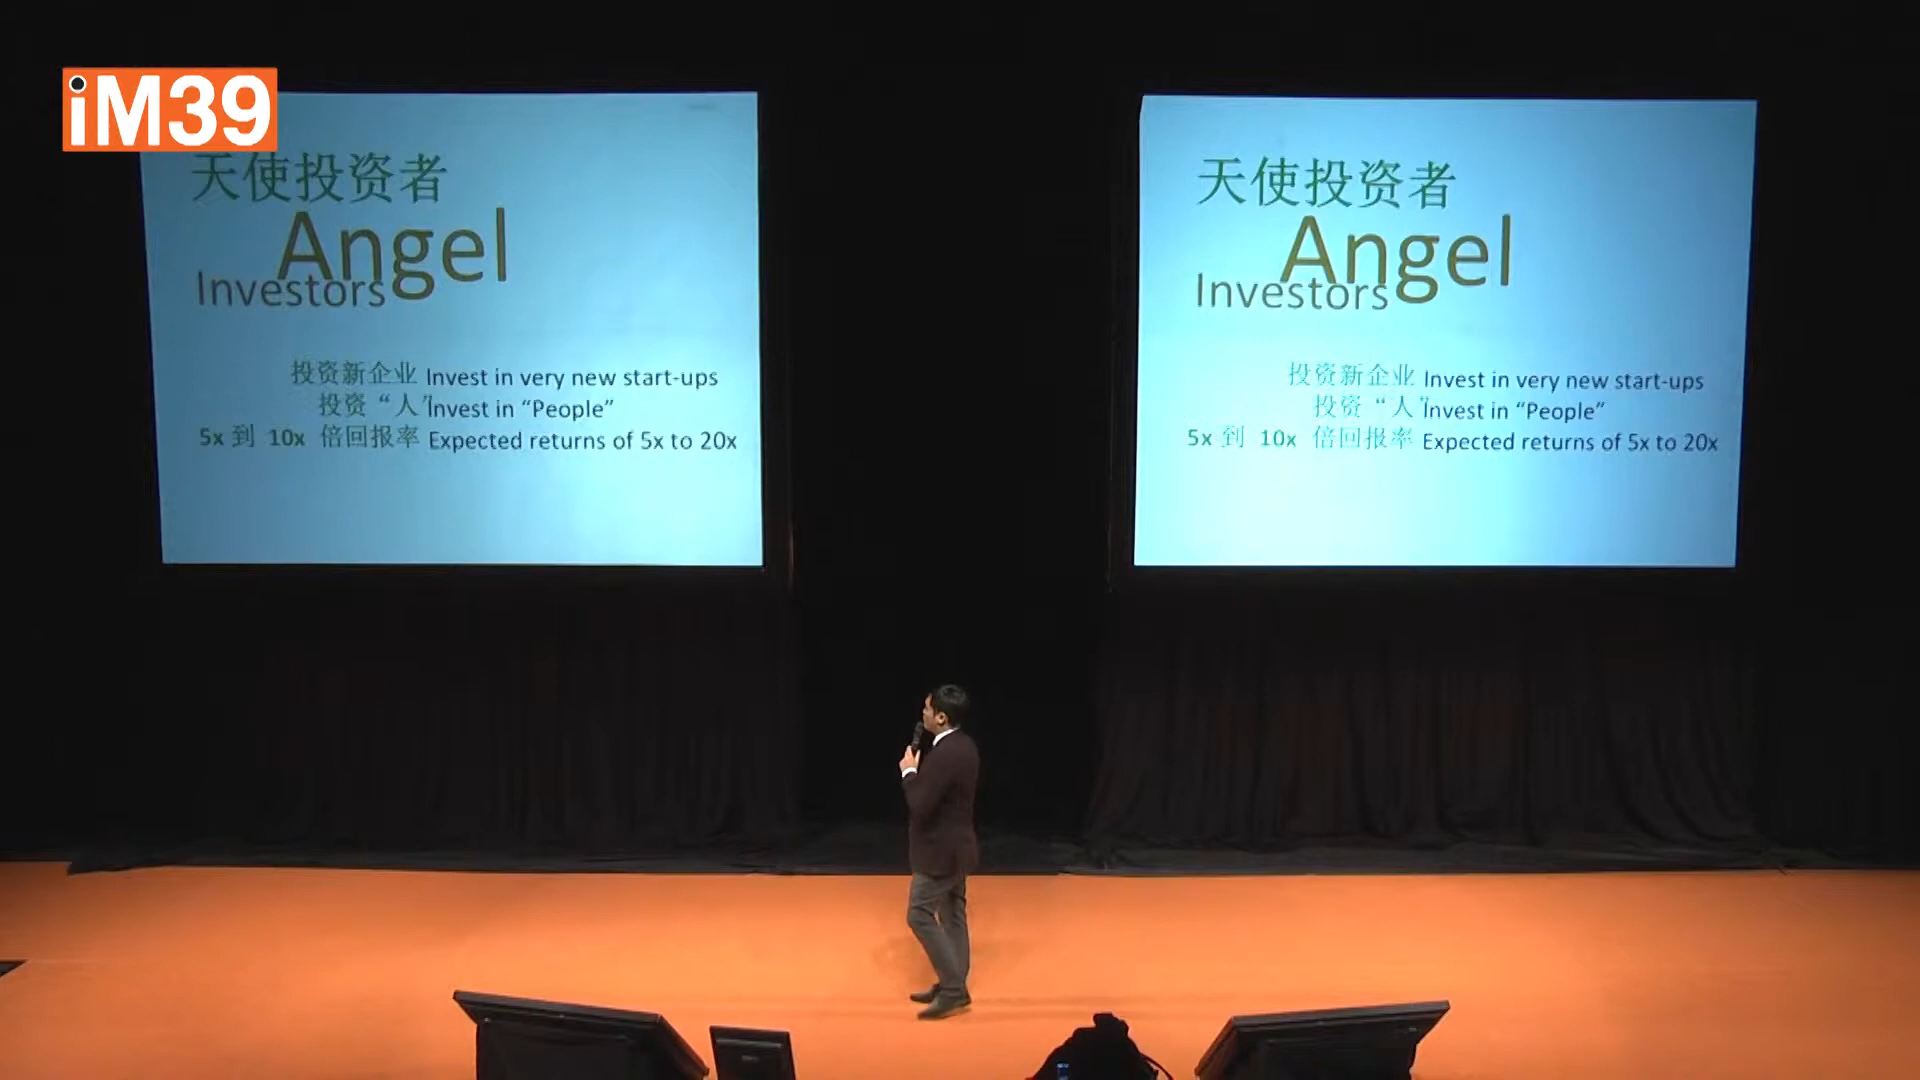 iM39
天使投资者
Angel
Investors
投资新企业 Invest in very new start-ups
投资“人” Invest in “People”
5x 到 10x 倍回报率 Expected returns of 5x to 20x
天使投资者
Angel
Investors
投资新企业 Invest in very new start-ups
投资“人” Invest in “People”
5x 到 10x 倍回报率 Expected returns of 5x to 20x